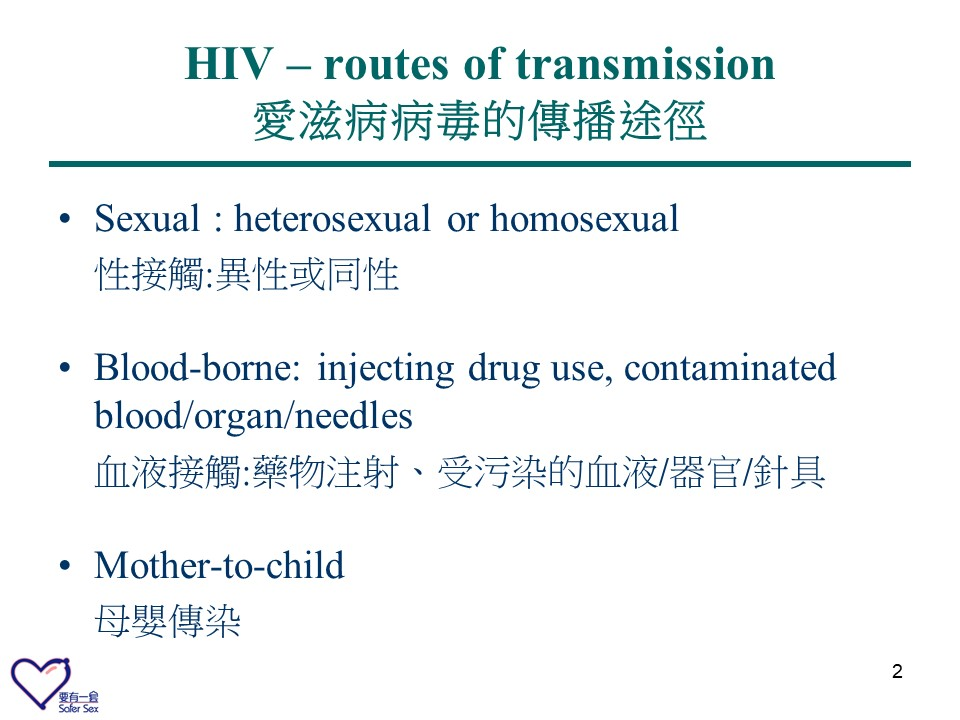 HIV – routes of transmission
愛滋病病毒的傳播途徑
• Sexual : heterosexual or homosexual
性接觸:異性或同性
• Blood-borne: injecting drug use, contaminated
blood/organ/needles
血液接觸:藥物注射、受污染的血液/器官/針具
• Mother-to-child
母嬰傳染
要有一套
Safer Sex
2